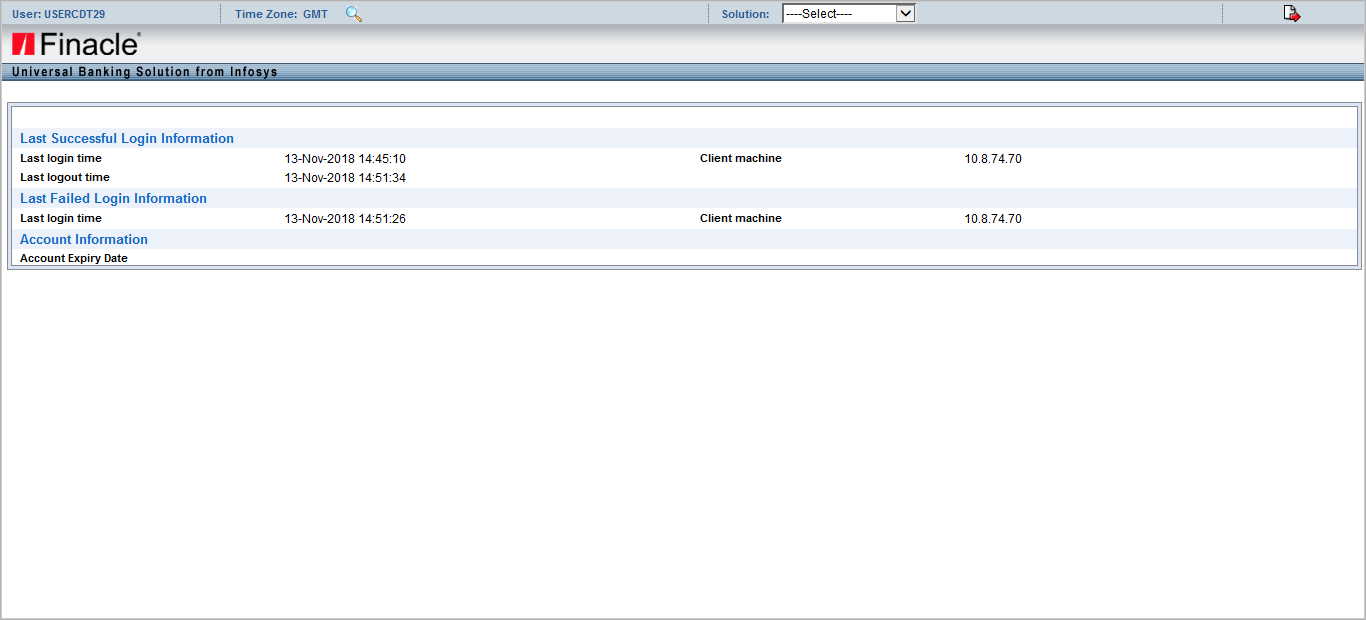 User: USERCDT29 Time Zone: GMT Solution: ----Select----
Finacle®
Universal Banking Solution from Infosys
Last Successful Login Information
Last login time 13-Nov-2018 14:45:10 Client machine 10.8.74.70
Last logout time 13-Nov-2018 14:51:34
Last Failed Login Information
Last login time 13-Nov-2018 14:51:26 Client machine 10.8.74.70
Account Information
Account Expiry Date